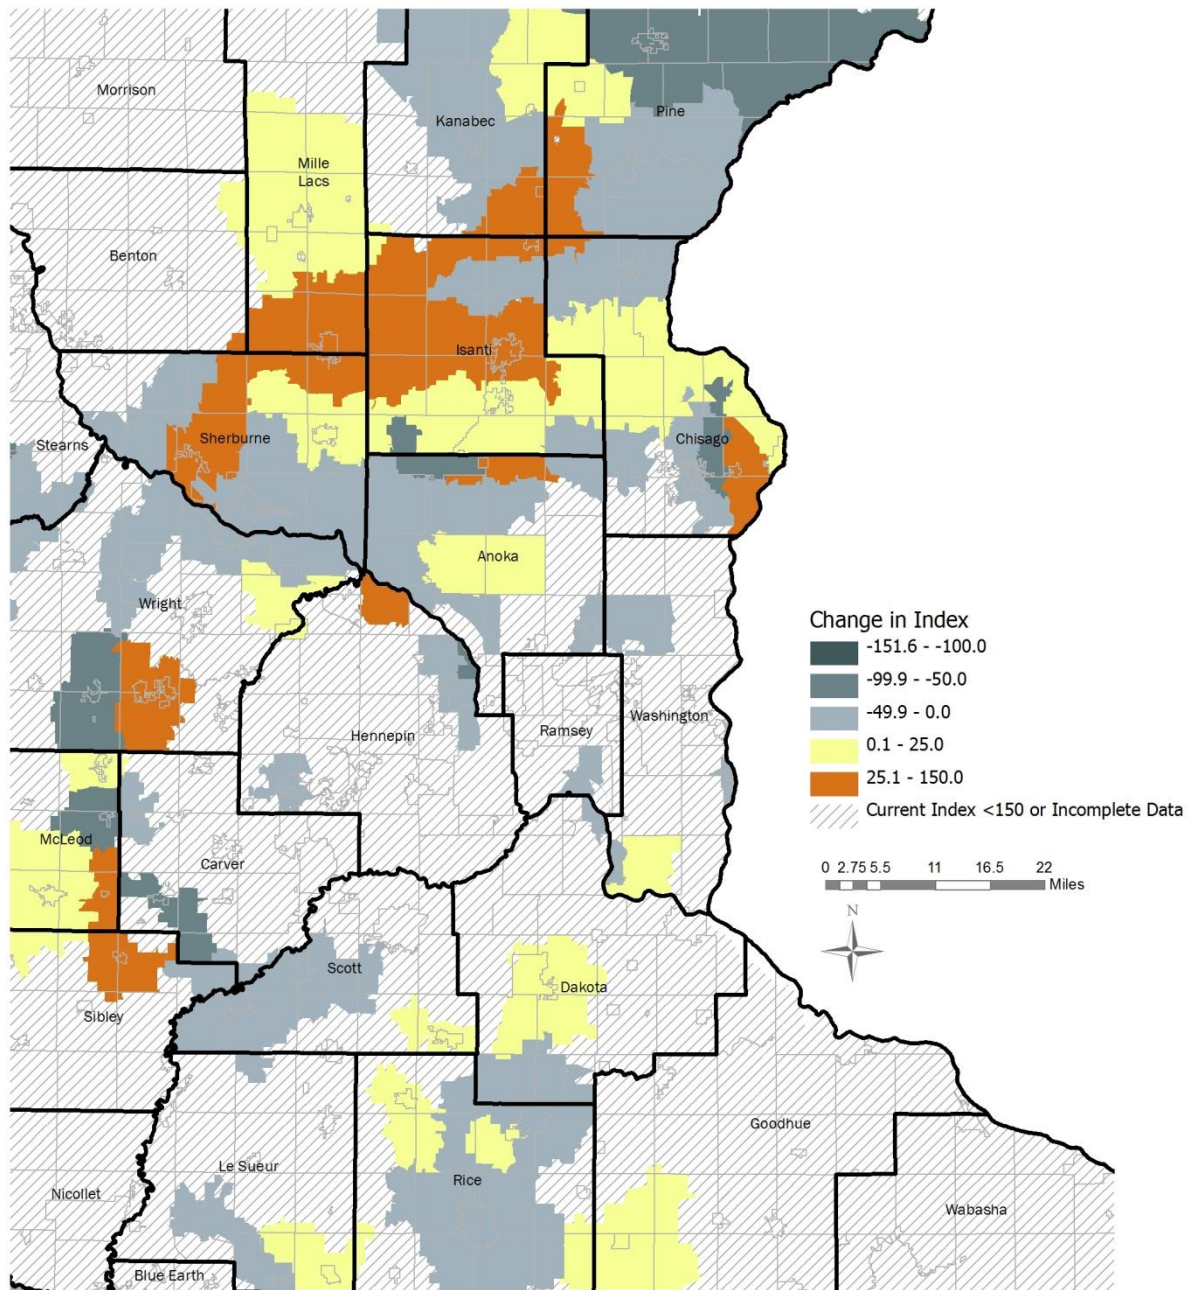 Morrison
Kanabec
Pine
Mille
Lacs
Benton
Isanti
Stearns
Sherburne
Chisago
Anoka
Wright
Change in Index
-151.6 - -100.0
-99.9 - -50.0
-49.9 - 0.0
0.1 - 25.0
25.1 - 150.0
Current Index <150 or Incomplete Data
Hennepin
Ramsey
Washington
McLeod
Carver
0 2.75 5.5 11 16.5 22
Miles
N
Scott
Dakota
Sibley
Goodhue
Le Sueur
Rice
Nicollet
Wabasha
Blue Earth